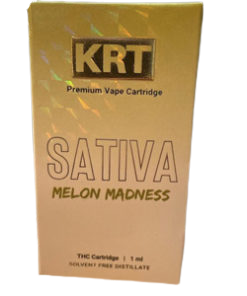 KRT
Premium Vape Cartridge
SATIVA
MELON MADNESS
THC Cartridge | 1 ml
SOLVENT FREE DISTILLATE